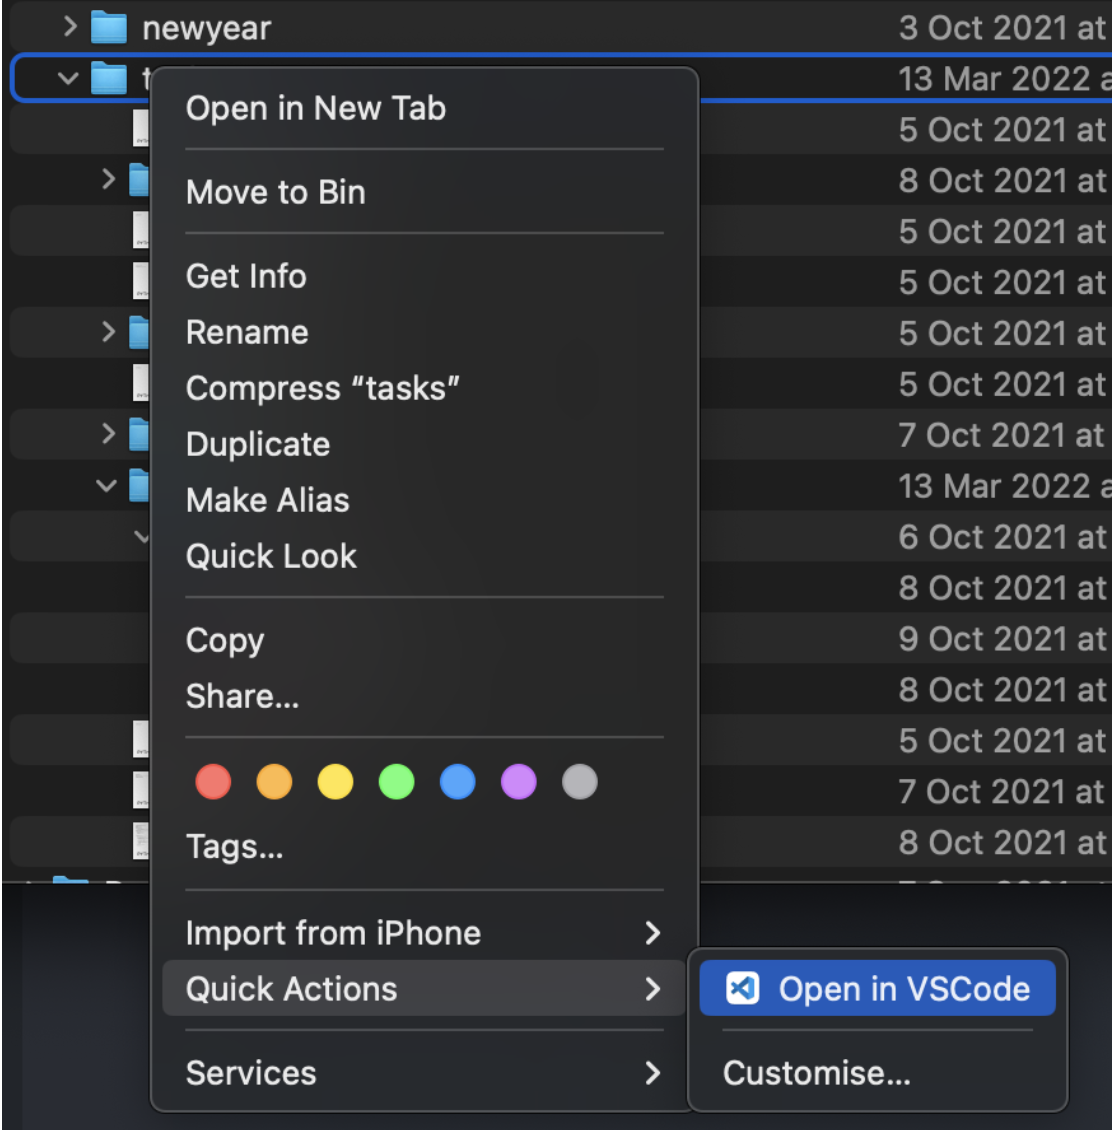 newyear 3 Oct 2021 at
13 Mar 2022 a
Open in New Tab
5 Oct 2021 at
8 Oct 2021 at
Move to Bin
5 Oct 2021 at
Get Info 5 Oct 2021 at
Rename 5 Oct 2021 at
Compress “tasks” 5 Oct 2021 at
Duplicate 7 Oct 2021 at
Make Alias 13 Mar 2022 a
Quick Look 6 Oct 2021 at
8 Oct 2021 at
Copy 9 Oct 2021 at
Share... 8 Oct 2021 at
5 Oct 2021 at
7 Oct 2021 at
Tags... 8 Oct 2021 at
Import from iPhone
Quick Actions Open in VSCode
Services Customise...